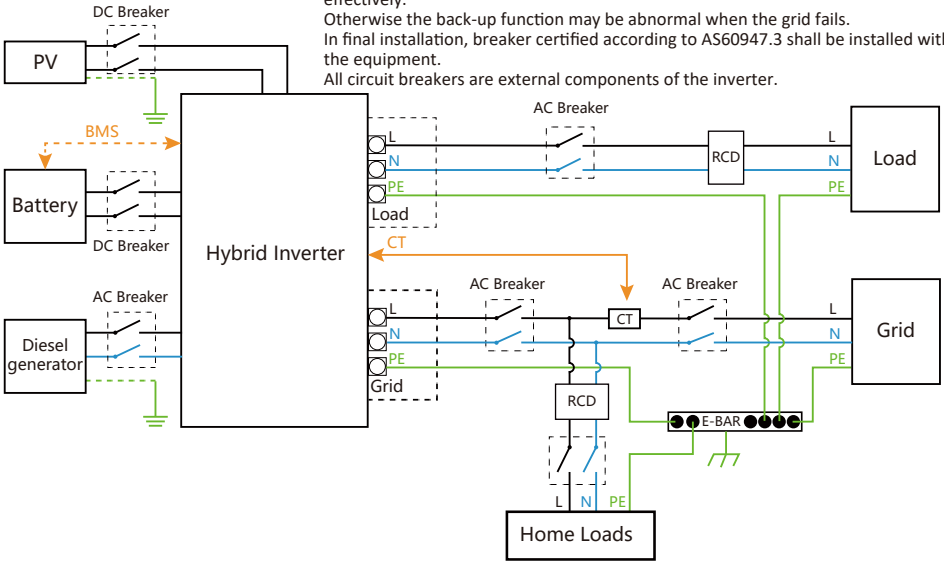 effectively.
Otherwise the back-up function may be abnormal when the grid fails.
In final installation, breaker certified according to AS60947.3 shall be installed with
the equipment.
All circuit breakers are external components of the inverter.
DC Breaker
PV
AC Breaker
BMS
L
N
PE
Load
RCD
L
N
PE
Load
Battery
DC Breaker
Hybrid Inverter
CT
AC Breaker
Diesel
generator
AC Breaker
AC Breaker
L
N
PE
Grid
CT
L
N
PE
Grid
RCD
E-BAR
L
N
PE
Home Loads